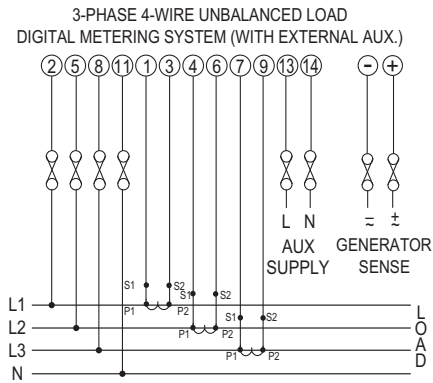 3-PHASE 4-WIRE UNBALANCED LOAD
DIGITAL METERING SYSTEM (WITH EXTERNAL AUX.)
2 5 8 11 1 3 4 6 7 9 13 14 - +
L N
AUX SUPPLY
GENERATOR SENSE
S1 S2
S1 S2
S1 S2
L1 P1 P2
L2 P1 P2
L3 P1 P2
N
LOAD